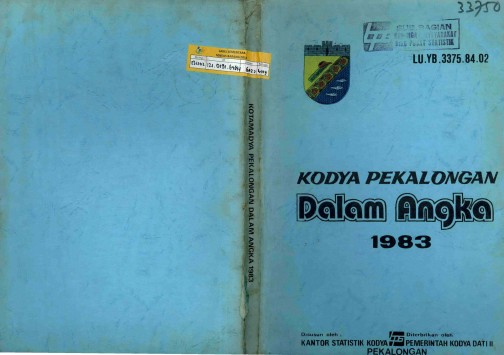 33750
BAGIAN
LU.YB.3375.84.02
KOTAMADYA PEKALONGAN DALAM ANGKA 1983
KODYA PEKALONGAN
Dalam Angka
1983
Disusun oleh :
Diterbitkan oleh:
KANTOR STATISTIK KODYA
PEMERINTAH KODYA DATI II
PEKALONGAN